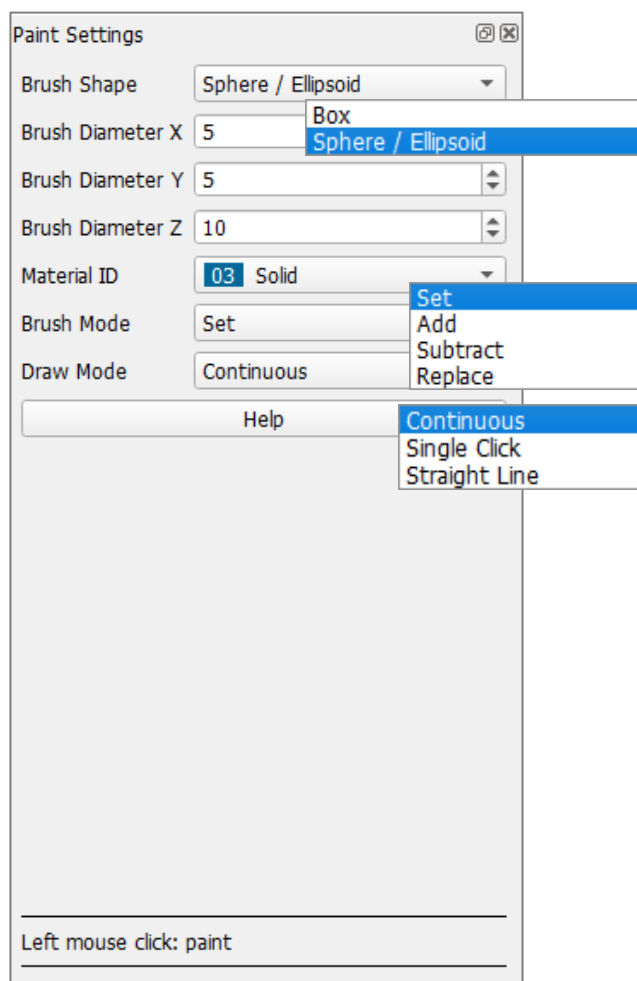 Paint Settings
Brush Shape Sphere / Ellipsoid
Box
Brush Diameter X 5
Sphere / Ellipsoid
Brush Diameter Y 5
Brush Diameter Z 10
Material ID 03 Solid
Set
Brush Mode Set
Add
Subtract
Draw Mode Continuous
Replace
Help
Continuous
Single Click
Straight Line
Left mouse click: paint